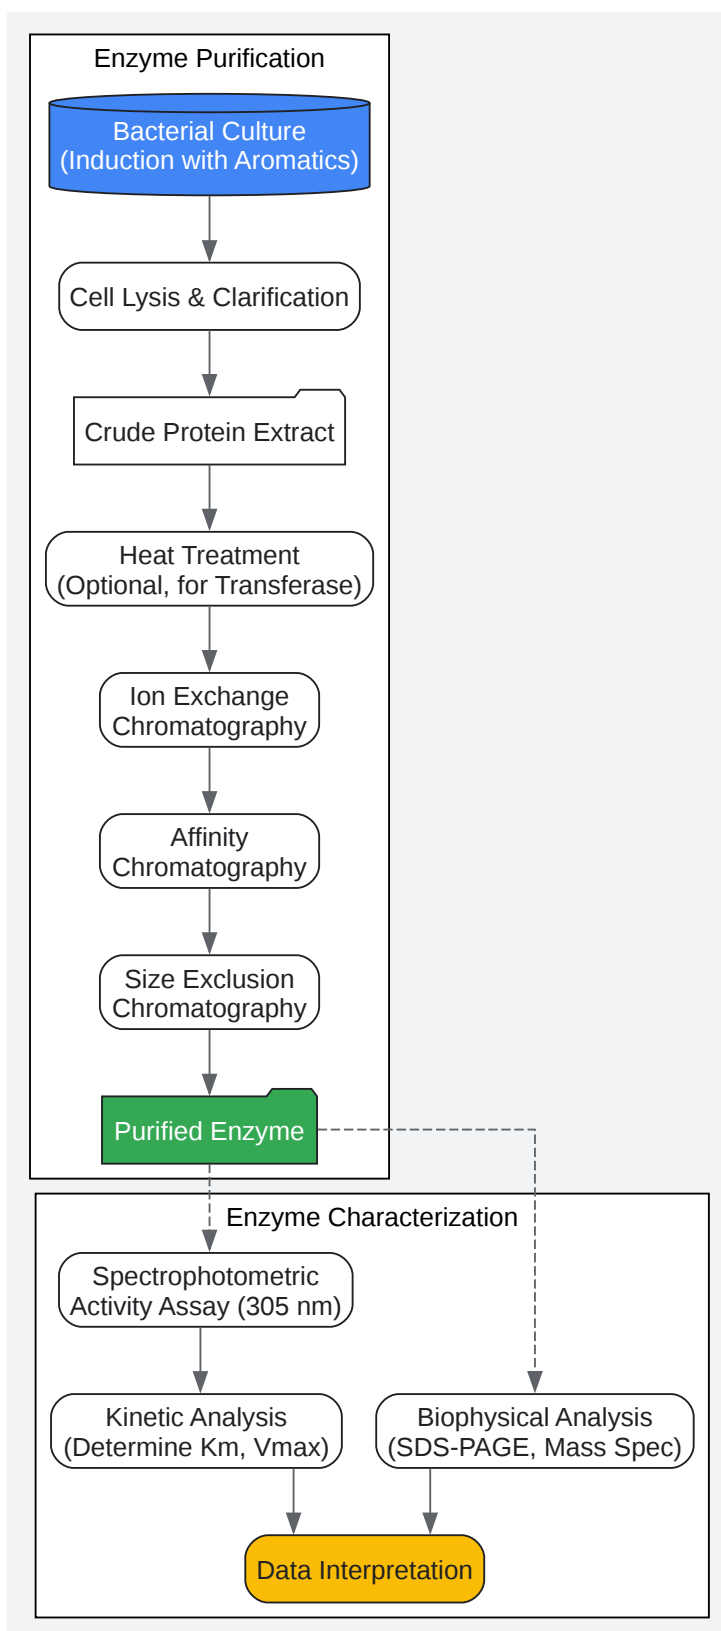 Enzyme Purification
Bacterial Culture
(Induction with Aromatics)
Cell Lysis & Clarification
Crude Protein Extract
Heat Treatment
(Optional, for Transferase)
Ion Exchange
Chromatography
Affinity
Chromatography
Size Exclusion
Chromatography
Purified Enzyme
Enzyme Characterization
Spectrophotometric
Activity Assay (305 nm)
Kinetic Analysis
(Determine Km, Vmax)
Biophysical Analysis
(SDS-PAGE, Mass Spec)
Data Interpretation